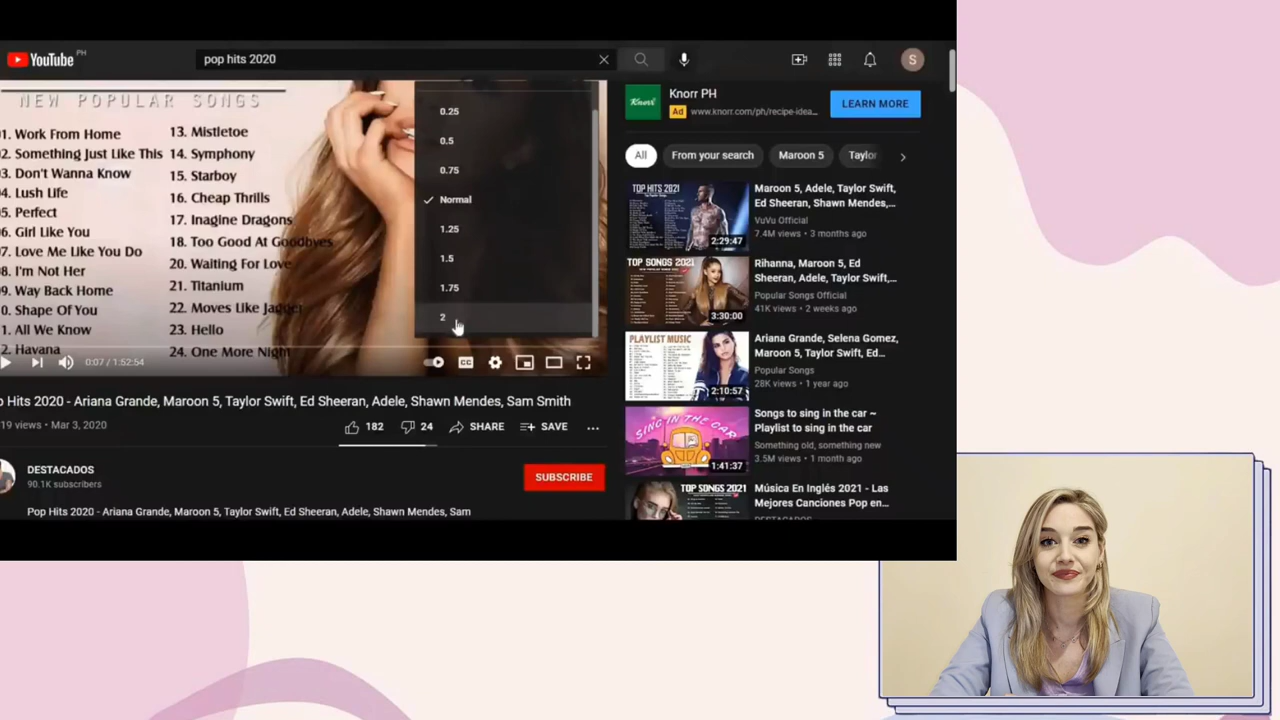 YouTube PH
pop hits 2020
S
NEW POPULAR SONGS
01. Work From Home
02. Something Just Like This
03. Don't Wanna Know
04. Lush Life
05. Perfect
06. Girl Like You
07. Love Me Like You Do
08. I'm Not Her
09. Way Back Home
10. Shape Of You
11. All We Know
12. Havana
13. Mistletoe
14. Symphony
15. Starboy
16. Cheap Thrills
17. Inagine Dragons
18. Too Good At Goodbyes
20. Waiting For Love
21. Titanium
22. Moves Like Jagger
23. Hello
24 One More Night
0.25
0.5
0.75
Normal
1.25
1.5
1.75
2
0:07 / 1:52:54
CC
Hits 2020 - Ariana Grande, Maroon 5, Taylor Swift, Ed Sheeran, Adele, Shawn Mendes, Sam Smith
19 views • Mar 3, 2020
182
24
SHARE
SAVE
DESTACADOS
90.1K subscribers
SUBSCRIBE
Hits 2020 - Ariana Grande, Maroon 5, Taylor Swift, Ed Sheeran, Adele, Shawn Mendes, Sam
Knorr
Knorr PH
Ad www.knorr.com/ph/recipe-idea...
LEARN MORE
All
From your search
Maroon 5
Taylor
TOP HITS 2021
2:29:47
Maroon 5, Adele, Taylor Swift,
Ed Sheeran, Shawn Mendes,...
VuVu Official
7.4M views • 3 months ago
TOP SONGS 2021
3:30:00
Rihanna, Maroon 5, Ed
Sheeran, Adele, Taylor Swift,...
Popular Songs Official
41K views • 2 weeks ago
PLAYLIST MUSIC
2:10:57
Ariana Grande, Selena Gomez,
Maroon 5,Taylor Swift, Ed...
Popular Songs
28K views • 1 year ago
SING IN THE CAR
1:41:37
Songs to sing in the car ~
Playlist to sing in the car
Something old, something new
3.5M views • 1 month ago
TOP SONGS 2021
Música En Inglés 2021 - Las
Mejores Canciones Pop en...